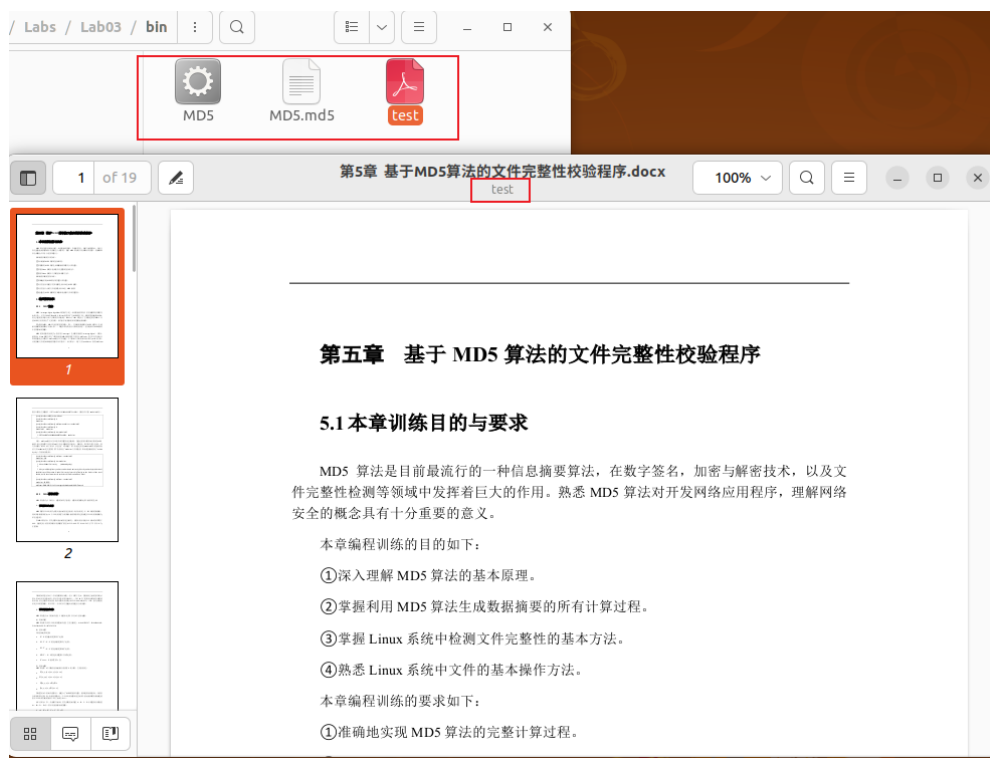 / Labs / Lab03 / bin
MD5
MD5.md5
test
1 of 19
第5章 基于MD5算法的文件完整性校验程序.docx
test
100%
1
2
第五章 基于 MD5 算法的文件完整性校验程序
5.1本章训练目的与要求
MD5 算法是目前最流行的一种信息摘要算法，在数字签名，加密与解密技术，以及文
件完整性检测等领域中发挥着巨大的作用。熟悉 MD5 算法对开发网络应用程序，理解网络
安全的概念具有十分重要的意义。
本章编程训练的目的如下：
①深入理解 MD5 算法的基本原理。
②掌握利用 MD5 算法生成数据摘要的所有计算过程。
③掌握 Linux 系统中检测文件完整性的基本方法。
④熟悉 Linux 系统中文件的基本操作方法。
本章编程训练的要求如下：
①准确地实现 MD5 算法的完整计算过程。